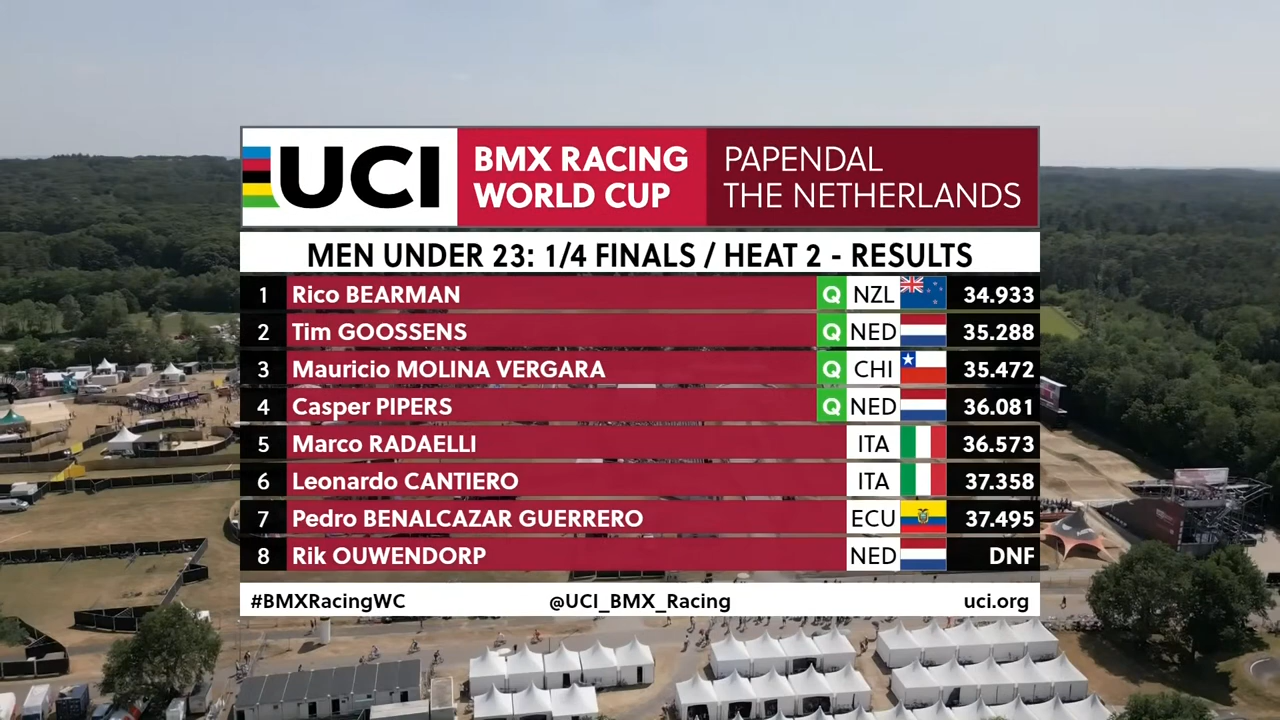 UCI
BMX RACING
WORLD CUP
PAPENDAL
THE NETHERLANDS
MEN UNDER 23: 1/4 FINALS / HEAT 2 - RESULTS
1 Rico BEARMAN Q NZL 34.933
2 Tim GOOSSENS Q NED 35.288
3 Mauricio MOLINA VERGARA Q CHI 35.472
4 Casper PIPERS Q NED 36.081
5 Marco RADAELLI ITA 36.573
6 Leonardo CANTIERO ITA 37.358
7 Pedro BENALCAZAR GUERRERO ECU 37.495
8 Rik OUWENDORP NED DNF
#BMXRacingWC @UCI_BMX_Racing uci.org